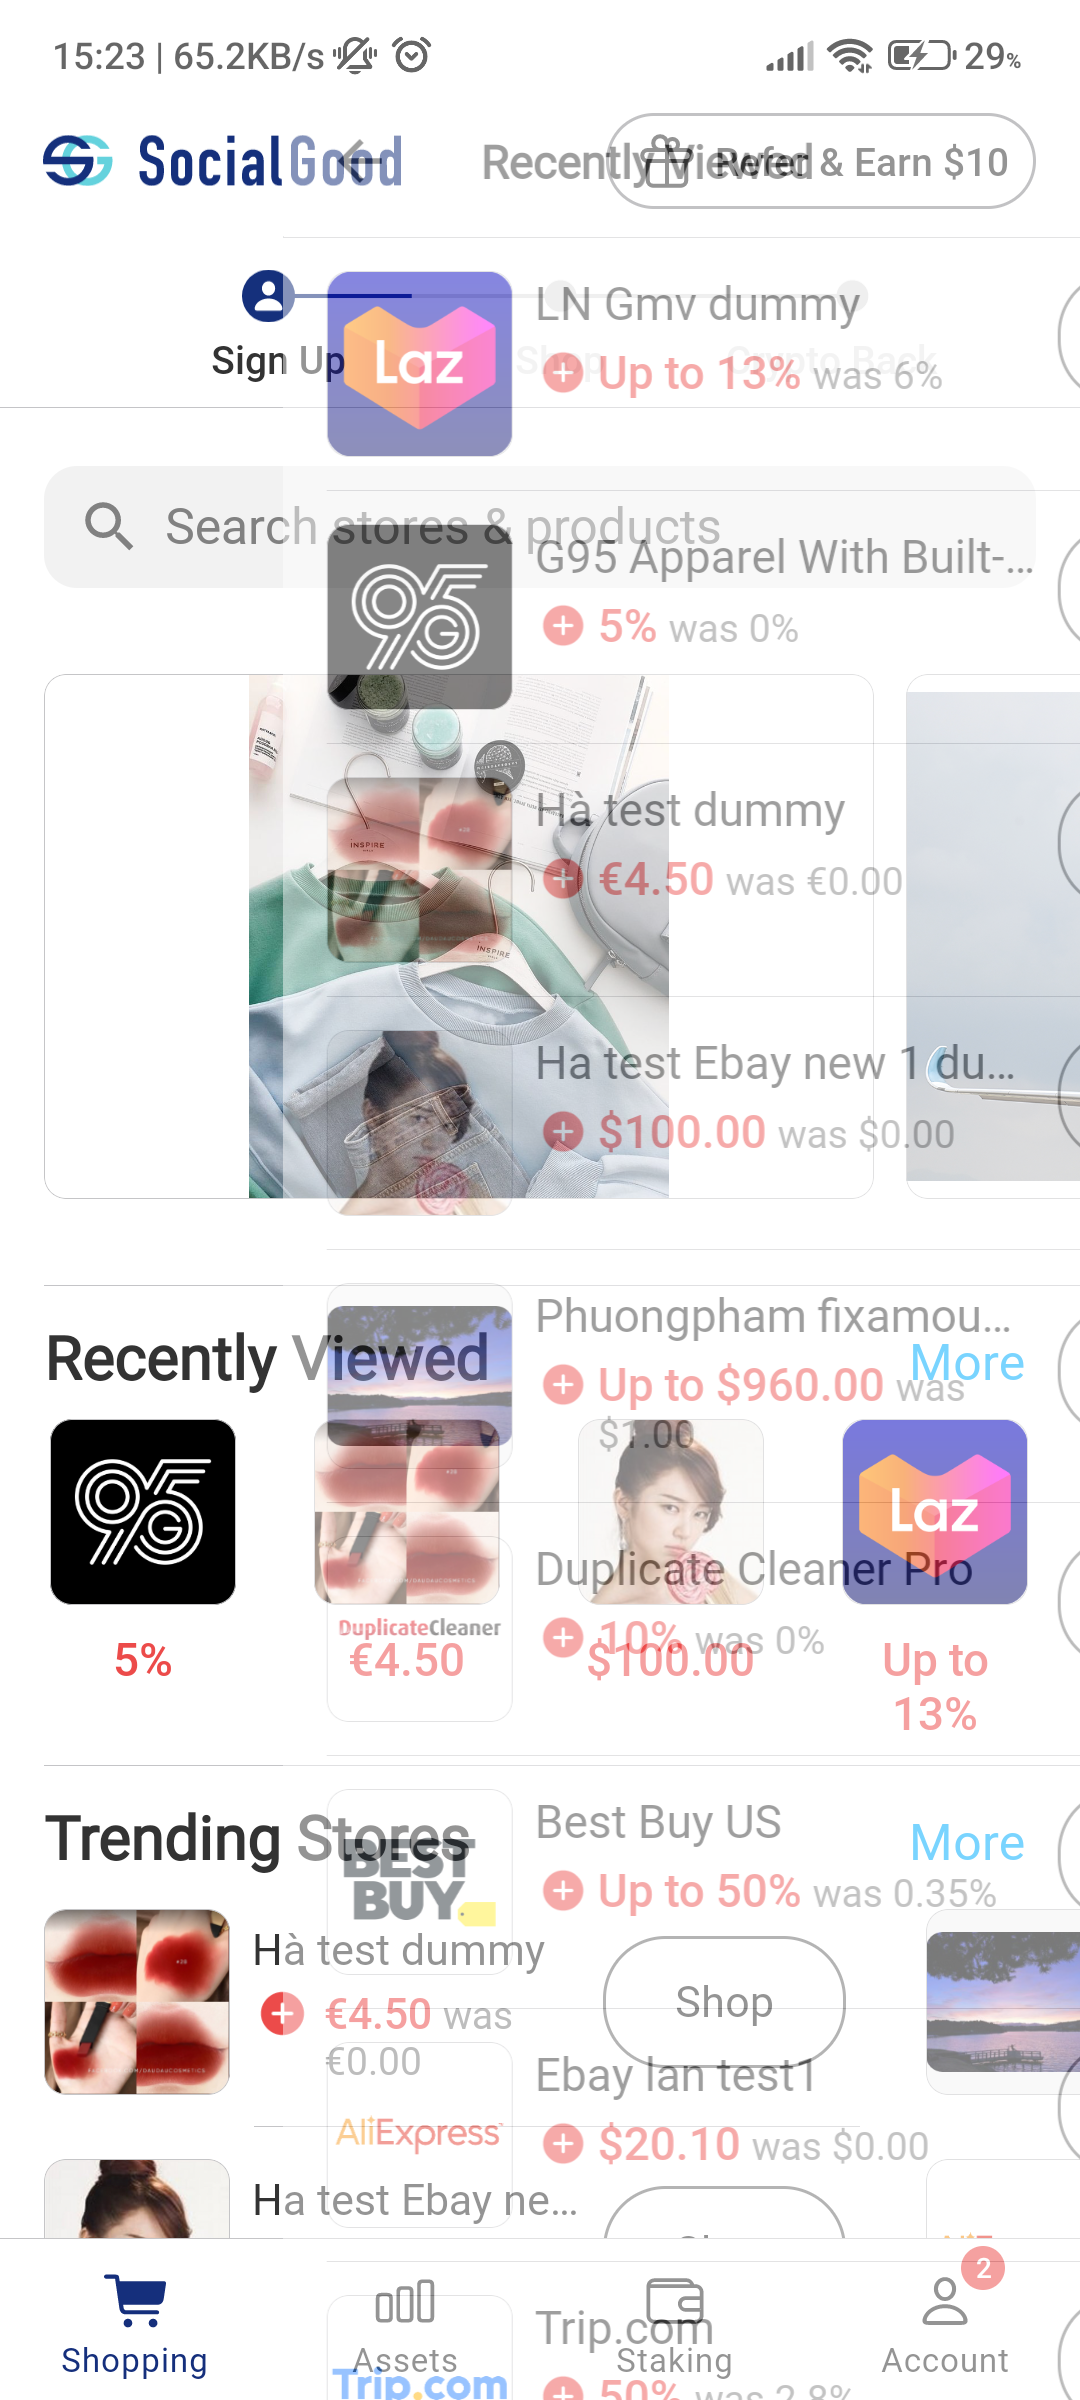 15:23 | 65.2KB/s
29%
SocialGood
Recently Viewed
Refer & Earn $10
Sign Up
Shop
Crypto Back
Laz
LN Gmv dummy
Up to 13% was 6%
Search stores & products
95
G
G95 Apparel With Built-...
5% was 0%
Hà test dummy
€4.50 was €0.00
INSPIRE
INSPIRE
Ha test Ebay new 1 du...
$100.00 was $0.00
Recently Viewed
More
Phuongpham fixamou...
Up to $960.00 was
$1.00
95
G
Laz
5%
€4.50
$100.00
Up to
13%
DuplicateCleaner
Duplicate Cleaner Pro
10% was 0%
Trending Stores
More
BEST
BUY
Best Buy US
Up to 50% was 0.35%
Hà test dummy
€4.50 was
€0.00
Shop
AliExpress
Ebay lan test1
$20.10 was $0.00
Ha test Ebay ne...
Trip.com
Trip.com
50% was 2.8%
Shopping
Assets
Staking
Account
2